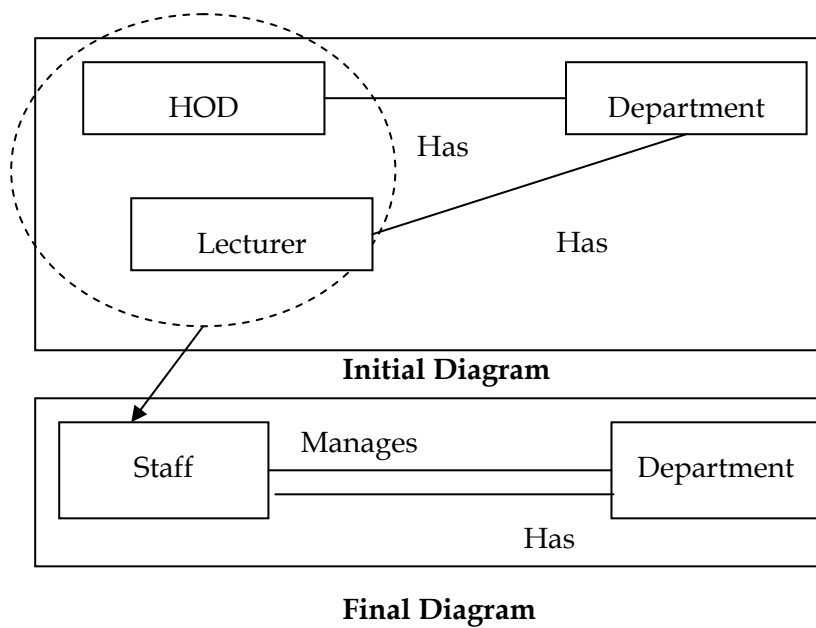 HOD
Department
Has
Lecturer
Has
Initial Diagram
Staff
Manages
Department
Has
Final Diagram